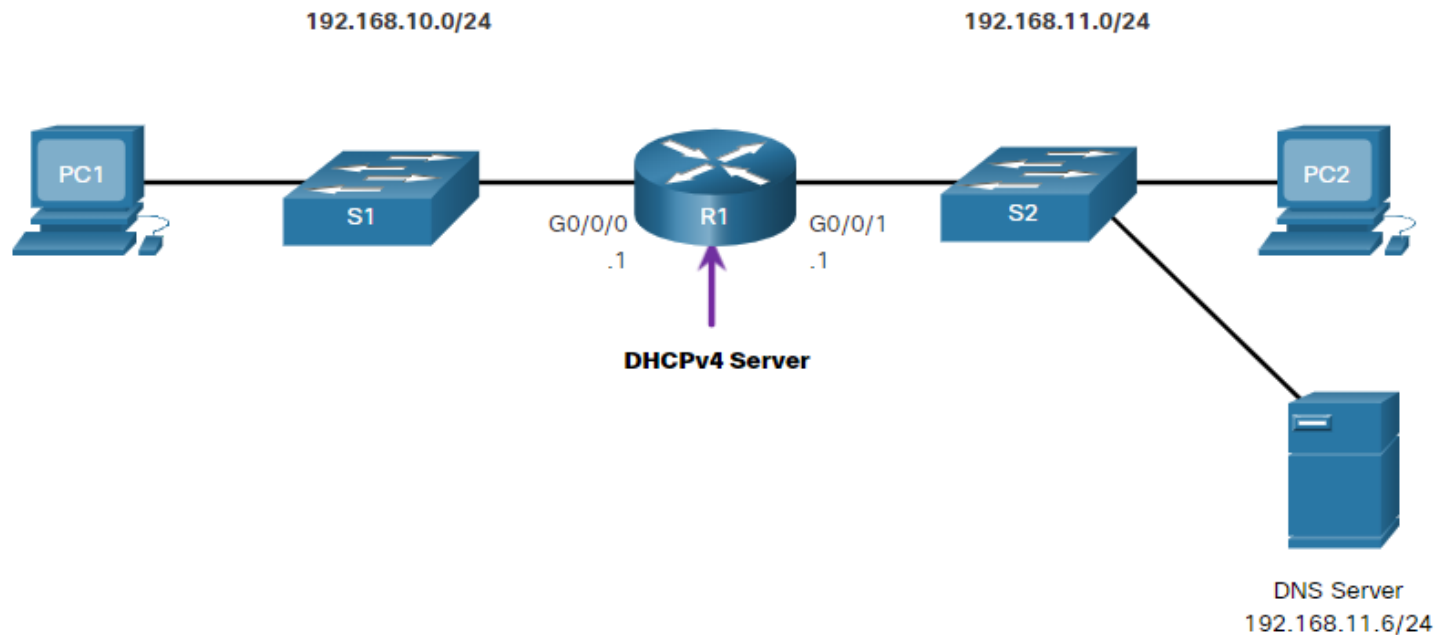 192.168.10.0/24
192.168.11.0/24
PC1
S1
G0/0/0
.1
R1
G0/0/1
.1
S2
PC2
DHCPv4 Server
DNS Server
192.168.11.6/24